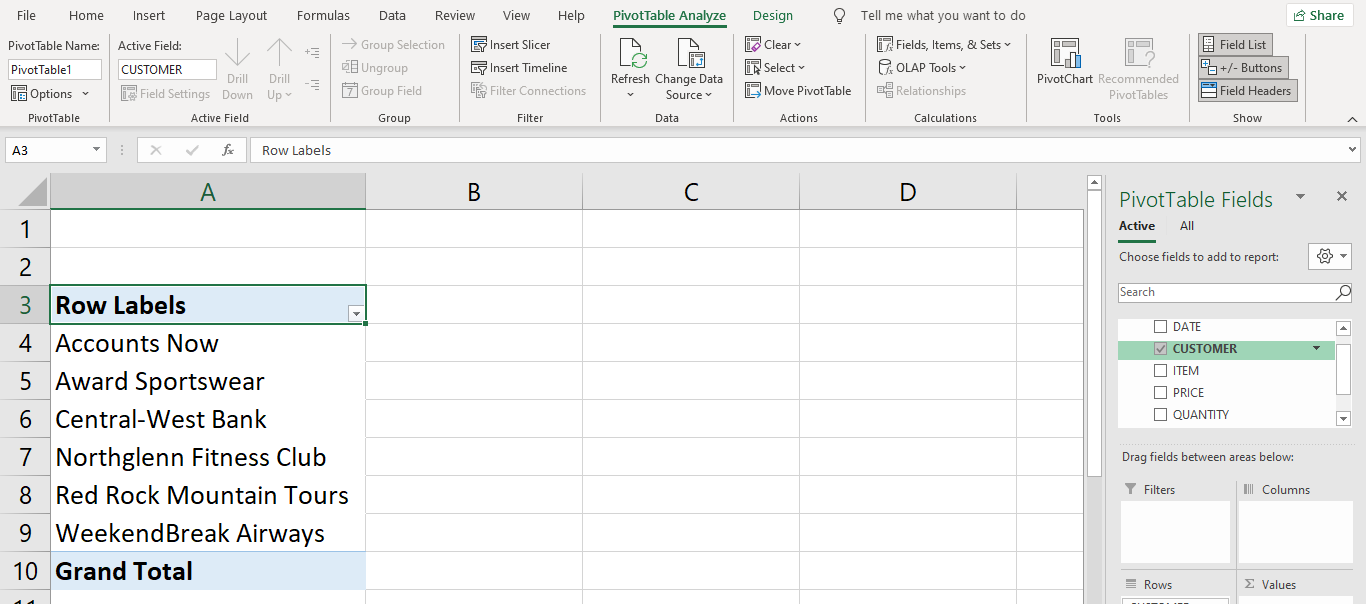 File Home Insert Page Layout Formulas Data Review View Help PivotTable Analyze Design Tell me what you want to do Share
PivotTable Name:
PivotTable1
Options
PivotTable
Active Field:
CUSTOMER
Field Settings
Drill Down
Drill Up
Active Field
Group Selection
Ungroup
Group Field
Group
Insert Slicer
Insert Timeline
Filter Connections
Filter
Refresh
Change Data Source
Data
Clear
Select
Move PivotTable
Actions
Fields, Items, & Sets
OLAP Tools
Relationships
Calculations
PivotChart
Recommended PivotTables
Tools
Field List
+/- Buttons
Field Headers
Show
A3 fx Row Labels
A B C D
1
2
3 Row Labels
4 Accounts Now
5 Award Sportswear
6 Central-West Bank
7 Northglenn Fitness Club
8 Red Rock Mountain Tours
9 WeekendBreak Airways
10 Grand Total
11
PivotTable Fields
Active All
Choose fields to add to report:
Search
DATE
CUSTOMER
ITEM
PRICE
QUANTITY
Drag fields between areas below:
Filters
Columns
Rows
Σ Values
CUSTOMER